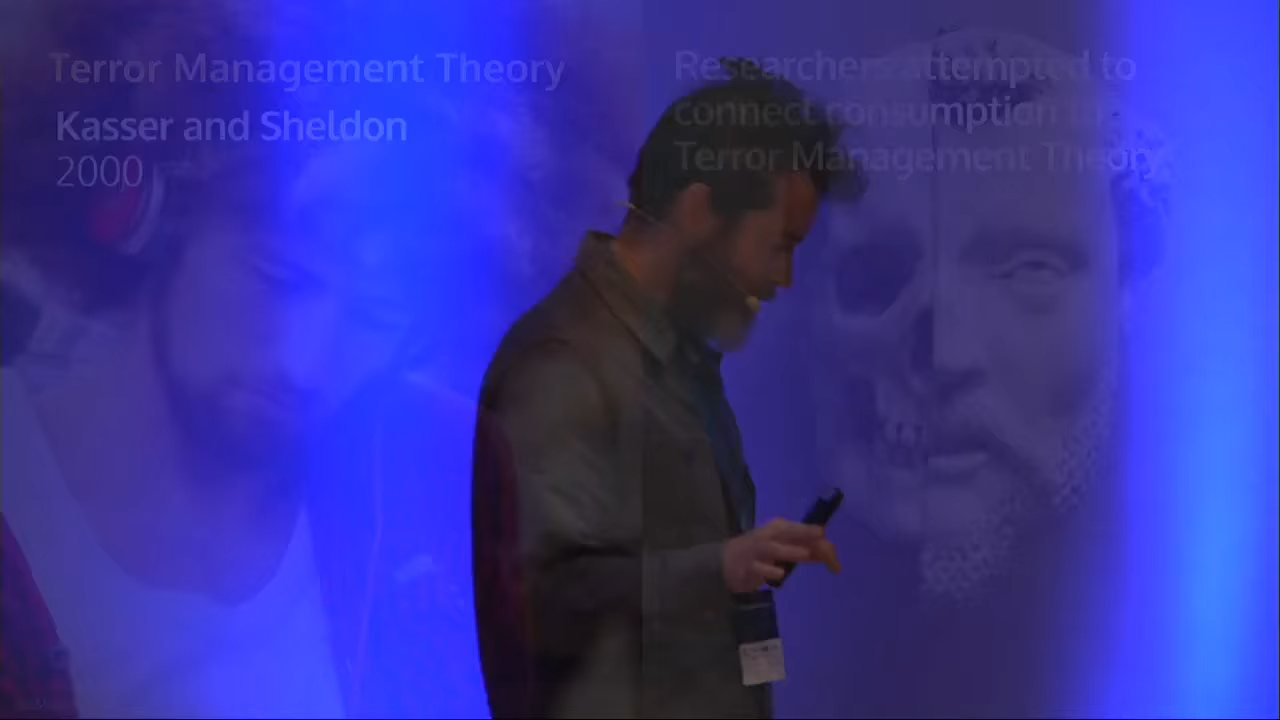 Terror Management Theory
Kasser and Sheldon
2000
Researchers attempted to
connect consumption to
Terror Management Theory